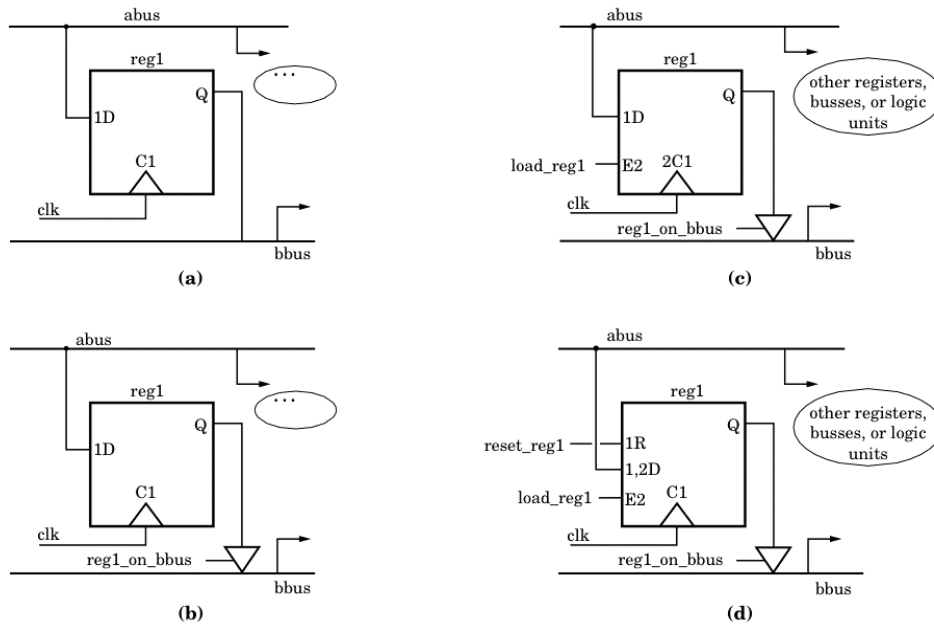 abus
reg1
...
Q
1D
C1
clk
bbus
(a)
abus
reg1
other registers,
busses, or logic
units
Q
1D
load_reg1
E2
2C1
clk
reg1_on_bbus
bbus
(c)
abus
reg1
...
Q
1D
C1
clk
reg1_on_bbus
bbus
(b)
abus
reg1
other registers,
busses, or logic
units
Q
reset_reg1
1R
1,2D
load_reg1
E2
C1
clk
reg1_on_bbus
bbus
(d)